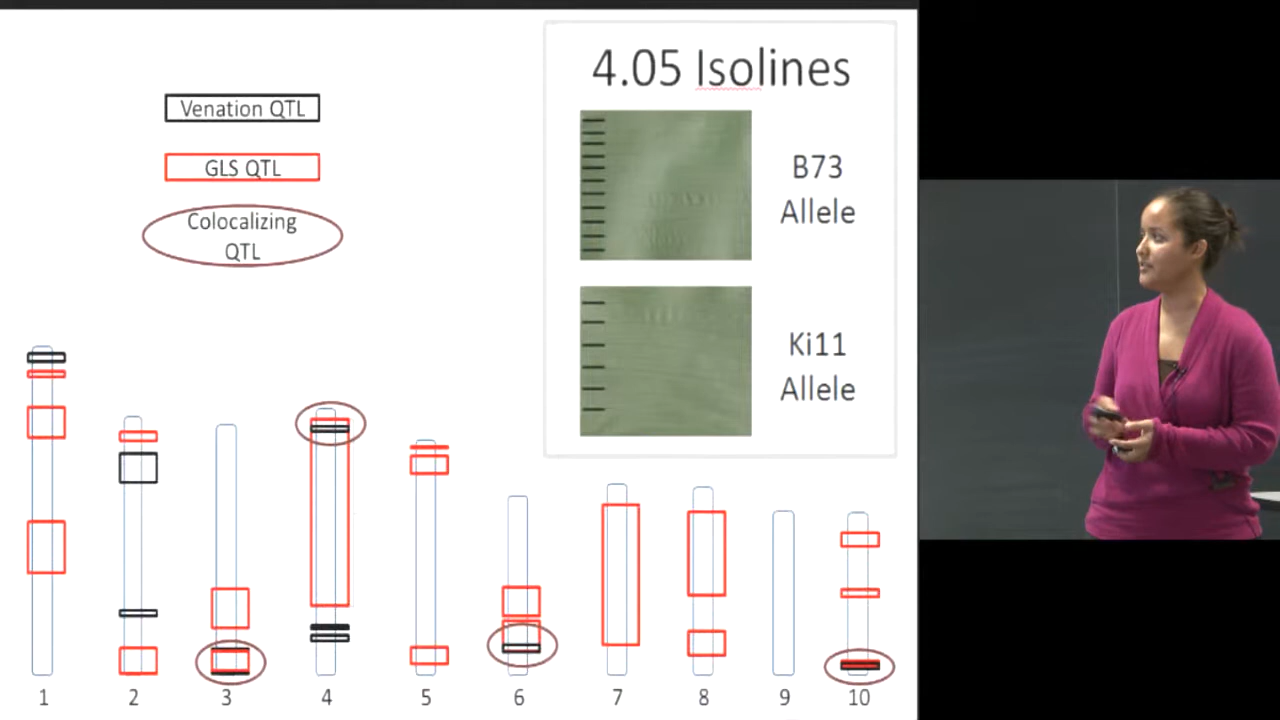 4.05 Isolines
Venation QTL
GLS QTL
Colocalizing
QTL
B73
Allele
Ki11
Allele
1 2 3 4 5 6 7 8 9 10